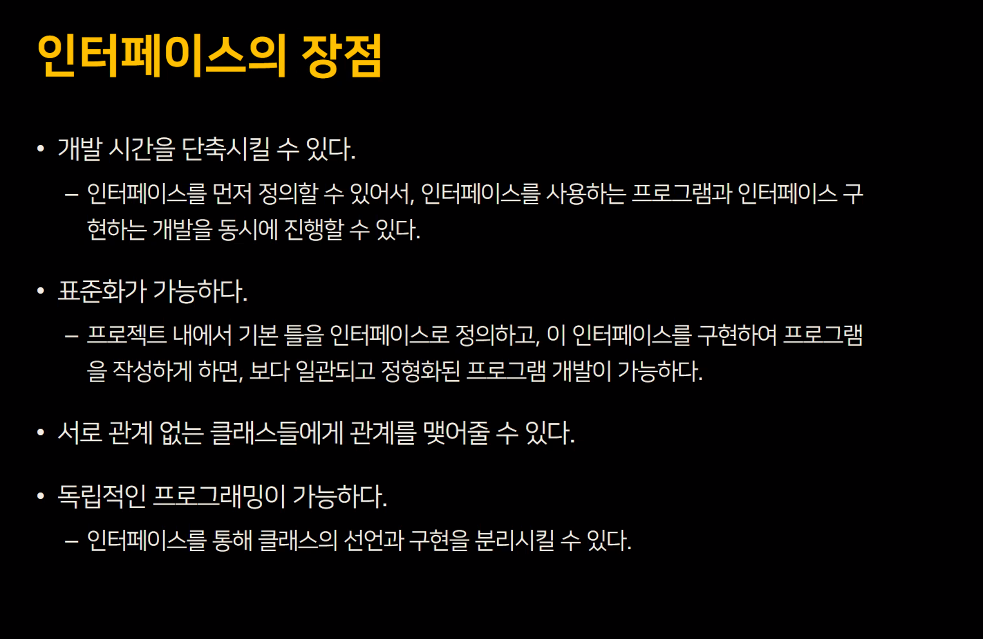 인터페이스의 장점
• 개발 시간을 단축시킬 수 있다.
– 인터페이스를 먼저 정의할 수 있어서, 인터페이스를 사용하는 프로그램과 인터페이스 구
현하는 개발을 동시에 진행할 수 있다.
• 표준화가 가능하다.
– 프로젝트 내에서 기본 틀을 인터페이스로 정의하고, 이 인터페이스를 구현하여 프로그램
을 작성하게 하면, 보다 일관되고 정형화된 프로그램 개발이 가능하다.
• 서로 관계 없는 클래스들에게 관계를 맺어줄 수 있다.
• 독립적인 프로그래밍이 가능하다.
– 인터페이스를 통해 클래스의 선언과 구현을 분리시킬 수 있다.